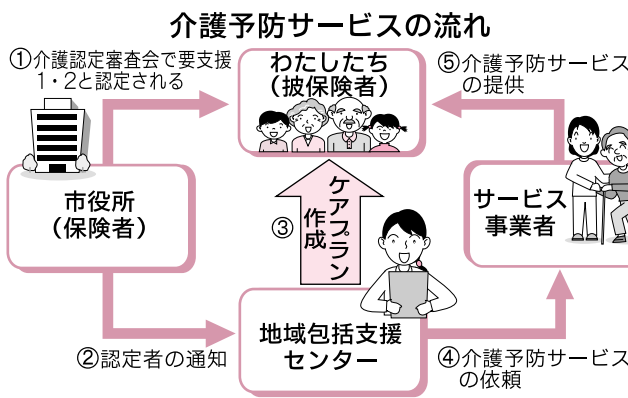 介護予防サービスの流れ
①介護認定審査会で要支援
1・2と認定される
わたしたち
（披保険者）
⑤介護予防サービス
の提供
市役所
（保険者）
③
ケアプラン
作成
サービス
事業者
地域包括支援
センター
②認定者の通知
④介護予防サービス
の依頼